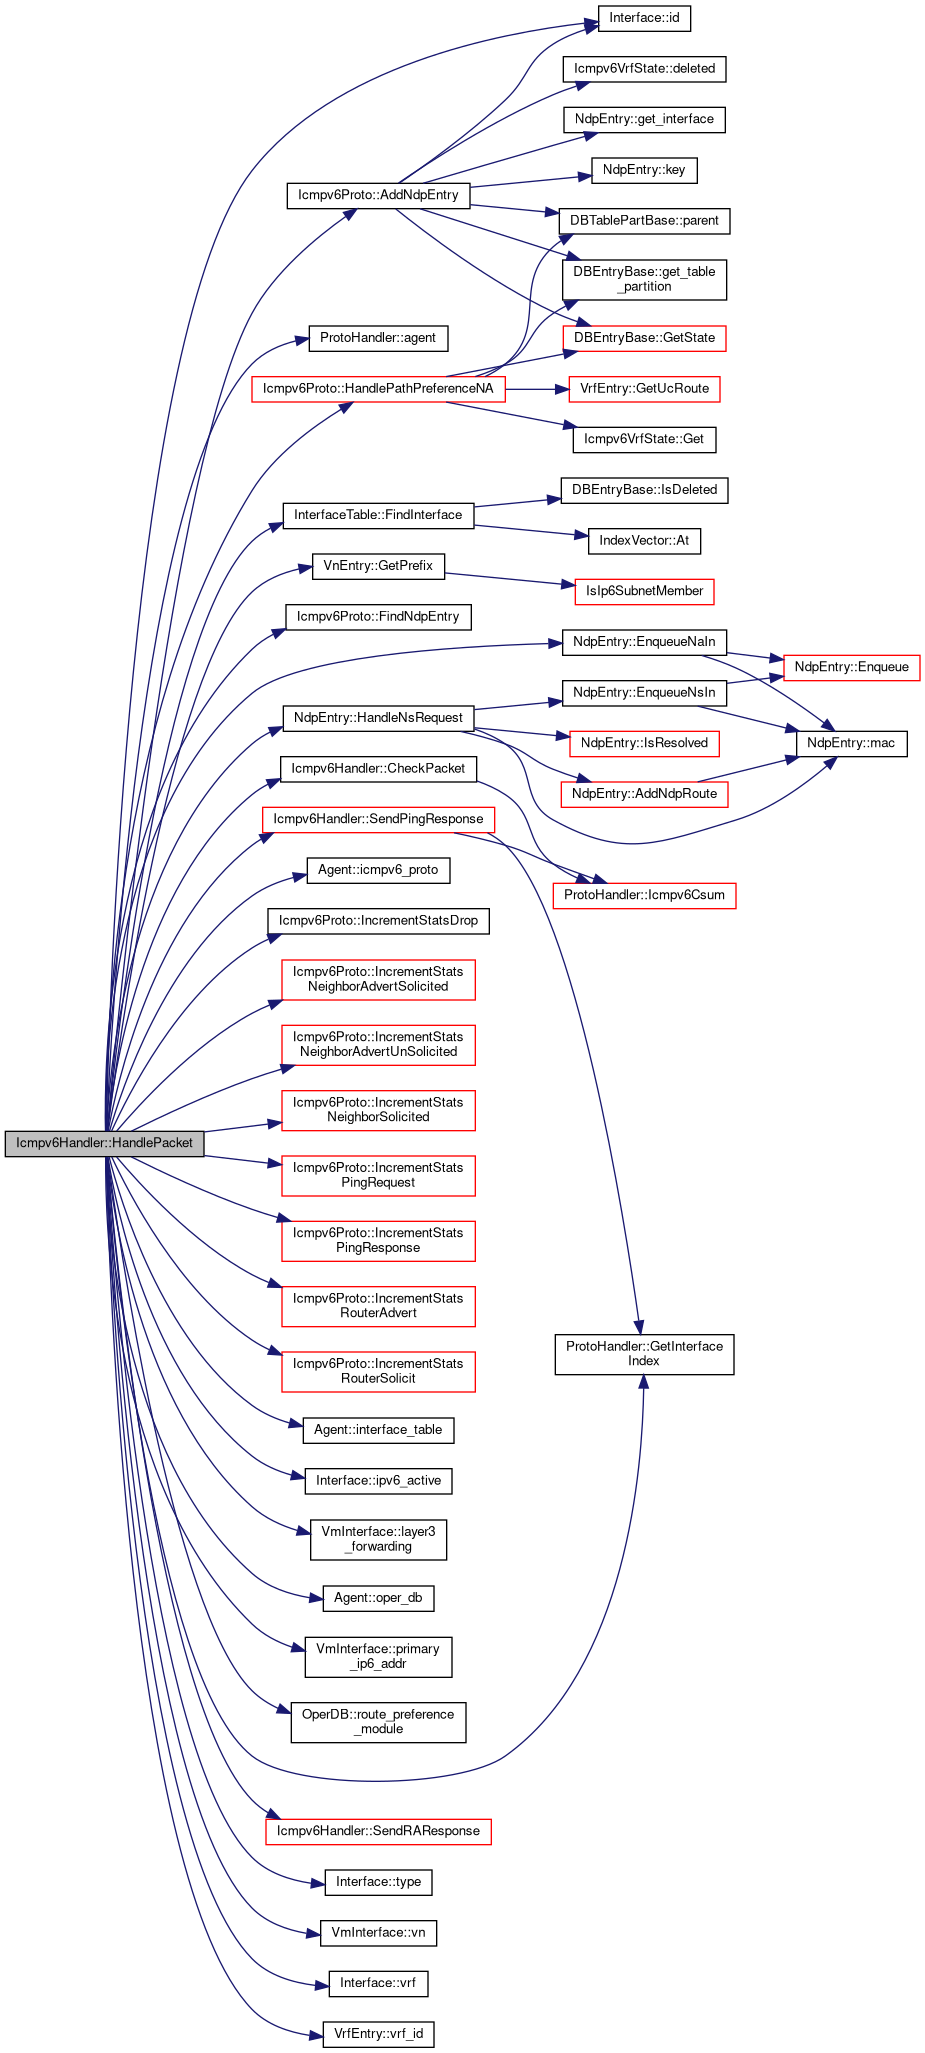 Interface::id
Icmpv6VrfState::deleted
NdpEntry::get_interface
NdpEntry::key
Icmpv6Proto::AddNdpEntry
DBTablePartBase::parent
DBEntryBase::get_table
_partition
ProtoHandler::agent
DBEntryBase::GetState
Icmpv6Proto::HandlePathPreferenceNA
VrfEntry::GetUcRoute
Icmpv6VrfState::Get
DBEntryBase::IsDeleted
InterfaceTable::FindInterface
IndexVector::At
VnEntry::GetPrefix
IsIp6SubnetMember
Icmpv6Proto::FindNdpEntry
NdpEntry::EnqueueNaIn
NdpEntry::Enqueue
NdpEntry::EnqueueNsIn
NdpEntry::HandleNsRequest
NdpEntry::IsResolved
NdpEntry::mac
Icmpv6Handler::CheckPacket
NdpEntry::AddNdpRoute
Icmpv6Handler::SendPingResponse
Agent::icmpv6_proto
ProtoHandler::Icmpv6Csum
Icmpv6Proto::IncrementStatsDrop
Icmpv6Proto::IncrementStats
NeighborAdvertSolicited
Icmpv6Proto::IncrementStats
NeighborAdvertUnSolicited
Icmpv6Proto::IncrementStats
NeighborSolicited
Icmpv6Handler::HandlePacket
Icmpv6Proto::IncrementStats
PingRequest
Icmpv6Proto::IncrementStats
PingResponse
Icmpv6Proto::IncrementStats
RouterAdvert
ProtoHandler::GetInterface
Index
Icmpv6Proto::IncrementStats
RouterSolicit
Agent::interface_table
Interface::ipv6_active
VmInterface::layer3
_forwarding
Agent::oper_db
VmInterface::primary
_ip6_addr
OperDB::route_preference
_module
Icmpv6Handler::SendRAResponse
Interface::type
VmInterface::vn
Interface::vrf
VrfEntry::vrf_id